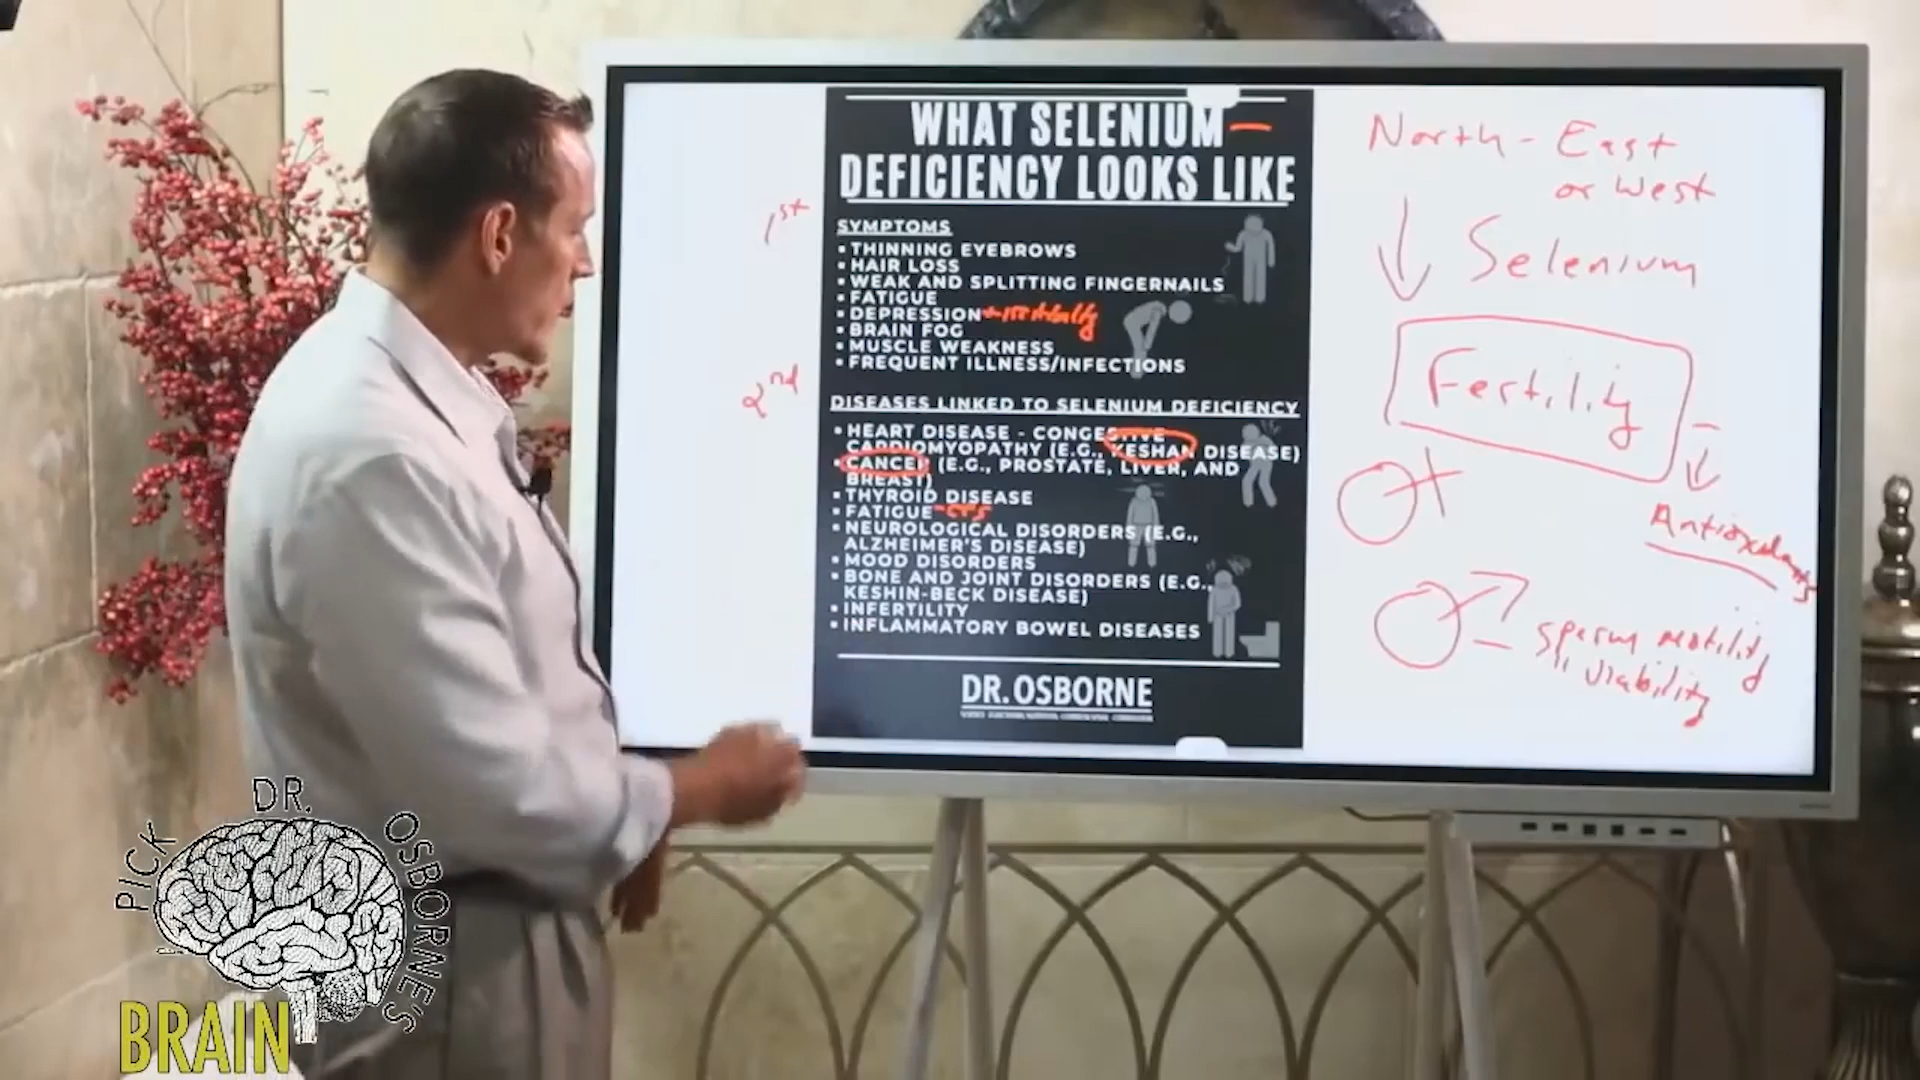 WHAT SELENIUM
DEFICIENCY LOOKS LIKE
1st
SYMPTOMS
▪ THINNING EYEBROWS
▪ HAIR LOSS
▪ WEAK AND SPLITTING FINGERNAILS
▪ FATIGUE
▪ DEPRESSION
▪ BRAIN FOG
▪ MUSCLE WEAKNESS
▪ FREQUENT ILLNESS/INFECTIONS
2nd
DISEASES LINKED TO SELENIUM DEFICIENCY
▪ HEART DISEASE - CONGESTIVE
CARDIOMYOPATHY (E.G., KESHAN DISEASE)
▪ CANCER (E.G., PROSTATE, LIVER, AND
BREAST)
▪ THYROID DISEASE
▪ FATIGUE - CFS
▪ NEUROLOGICAL DISORDERS (E.G.,
ALZHEIMER'S DISEASE)
▪ MOOD DISORDERS
▪ BONE AND JOINT DISORDERS (E.G.,
KESHIN-BECK DISEASE)
▪ INFERTILITY
▪ INFLAMMATORY BOWEL DISEASES
DR. OSBORNE
North - East
or West
Selenium
Fertility
Antioxidants
sperm motility
" viability
PICK DR. OSBORNE'S
BRAIN